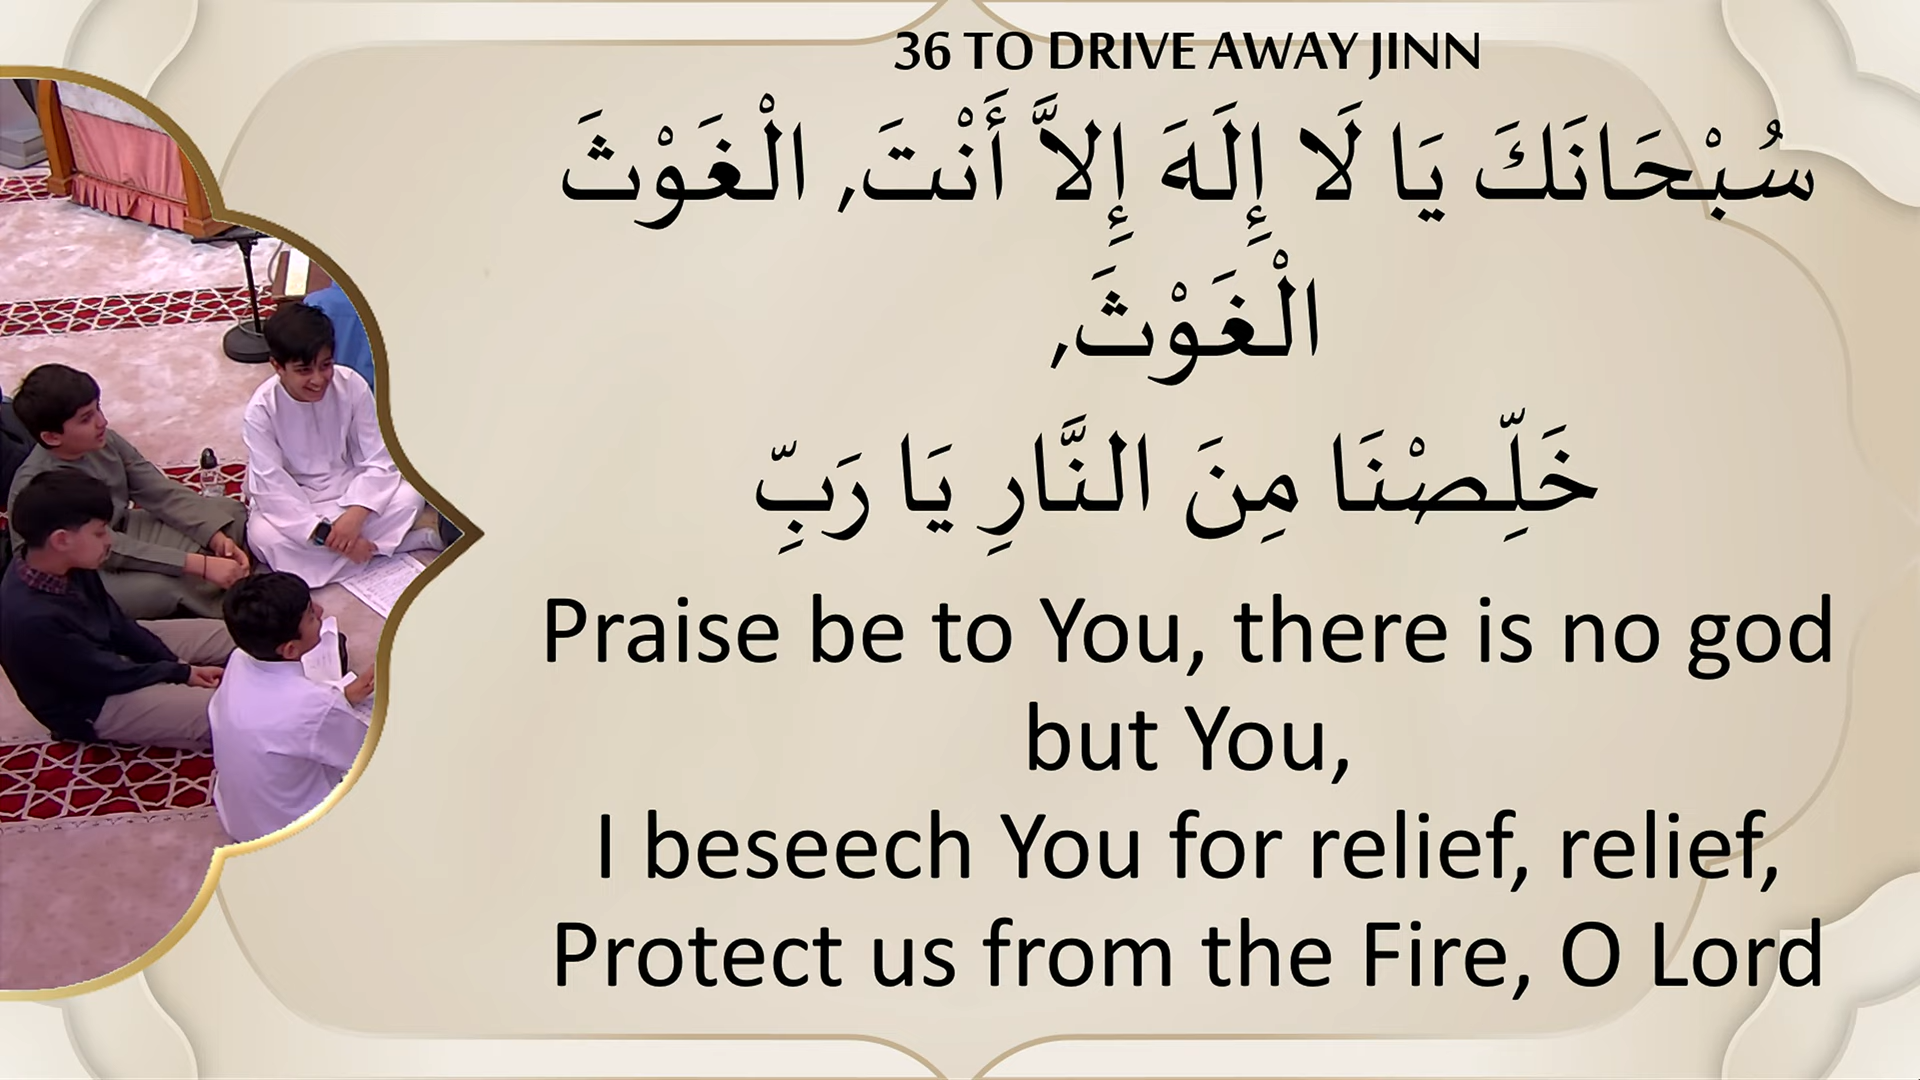 36 TO DRIVE AWAY JINN
سُبْحَانَكَ يَا لَا إِلَهَ إِلاَّ أَنْتَ, الْغَوْثَ
الْغَوْثَ,
خَلِّصْنَا مِنَ النَّارِ يَا رَبِّ
Praise be to You, there is no god
but You,
I beseech You for relief, relief,
Protect us from the Fire, O Lord